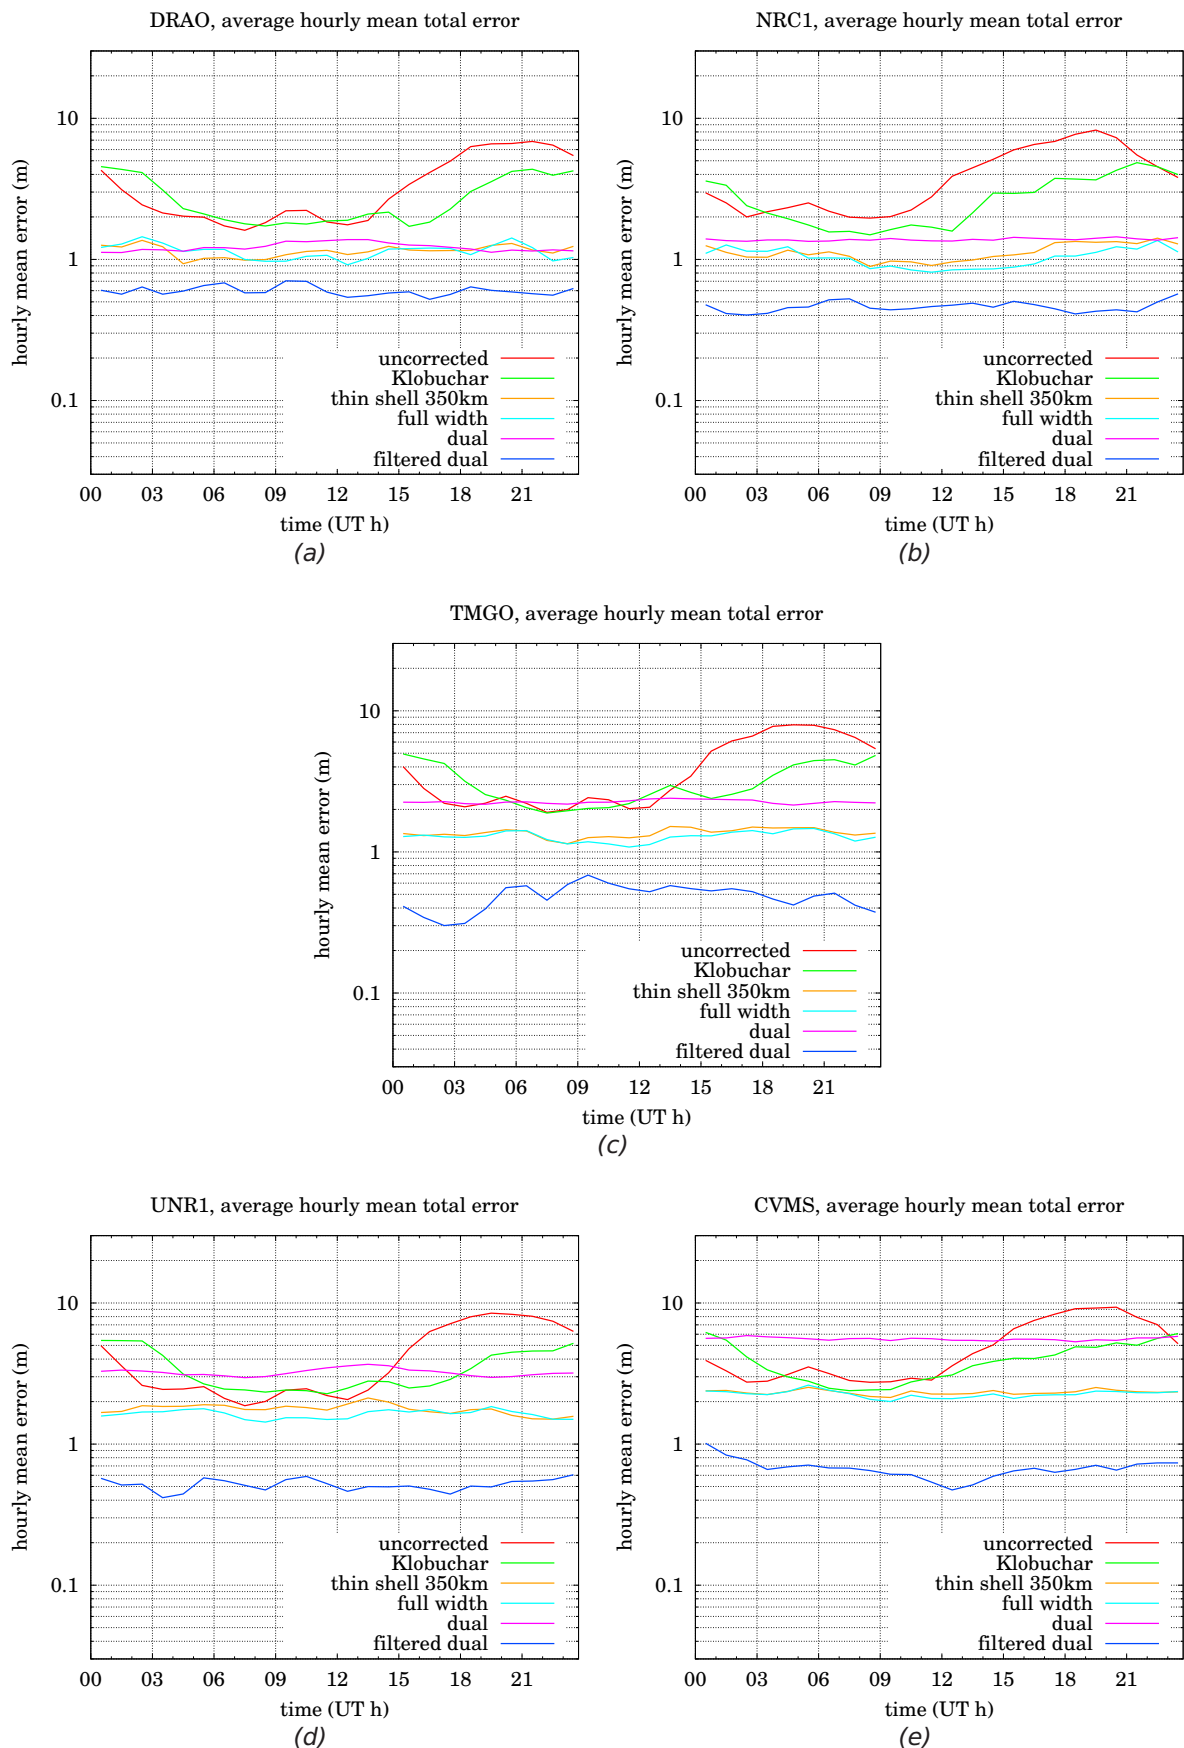 DRAO, average hourly mean total error
hourly mean error (m)
10
1
0.1
uncorrected
Klobuchar
thin shell 350km
full width
dual
filtered dual
00 03 06 09 12 15 18 21
time (UT h)
(a)
NRC1, average hourly mean total error
hourly mean error (m)
10
1
0.1
uncorrected
Klobuchar
thin shell 350km
full width
dual
filtered dual
00 03 06 09 12 15 18 21
time (UT h)
(b)
TMGO, average hourly mean total error
hourly mean error (m)
10
1
0.1
uncorrected
Klobuchar
thin shell 350km
full width
dual
filtered dual
00 03 06 09 12 15 18 21
time (UT h)
(c)
UNR1, average hourly mean total error
hourly mean error (m)
10
1
0.1
uncorrected
Klobuchar
thin shell 350km
full width
dual
filtered dual
00 03 06 09 12 15 18 21
time (UT h)
(d)
CVMS, average hourly mean total error
hourly mean error (m)
10
1
0.1
uncorrected
Klobuchar
thin shell 350km
full width
dual
filtered dual
00 03 06 09 12 15 18 21
time (UT h)
(e)